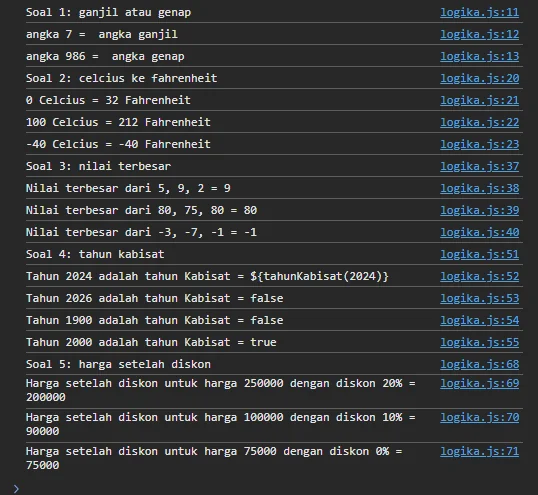 Soal 1: ganjil atau genap logika.js:11
angka 7 =  angka ganjil logika.js:12
angka 986 =  angka genap logika.js:13
Soal 2: celcius ke fahrenheit logika.js:20
0 Celcius = 32 Fahrenheit logika.js:21
100 Celcius = 212 Fahrenheit logika.js:22
-40 Celcius = -40 Fahrenheit logika.js:23
Soal 3: nilai terbesar logika.js:37
Nilai terbesar dari 5, 9, 2 = 9 logika.js:38
Nilai terbesar dari 80, 75, 80 = 80 logika.js:39
Nilai terbesar dari -3, -7, -1 = -1 logika.js:40
Soal 4: tahun kabisat logika.js:51
Tahun 2024 adalah tahun Kabisat = ${tahunKabisat(2024)} logika.js:52
Tahun 2026 adalah tahun Kabisat = false logika.js:53
Tahun 1900 adalah tahun Kabisat = false logika.js:54
Tahun 2000 adalah tahun Kabisat = true logika.js:55
Soal 5: harga setelah diskon logika.js:68
Harga setelah diskon untuk harga 250000 dengan diskon 20% = logika.js:69
200000
Harga setelah diskon untuk harga 100000 dengan diskon 10% = logika.js:70
90000
Harga setelah diskon untuk harga 75000 dengan diskon 0% = logika.js:71
75000